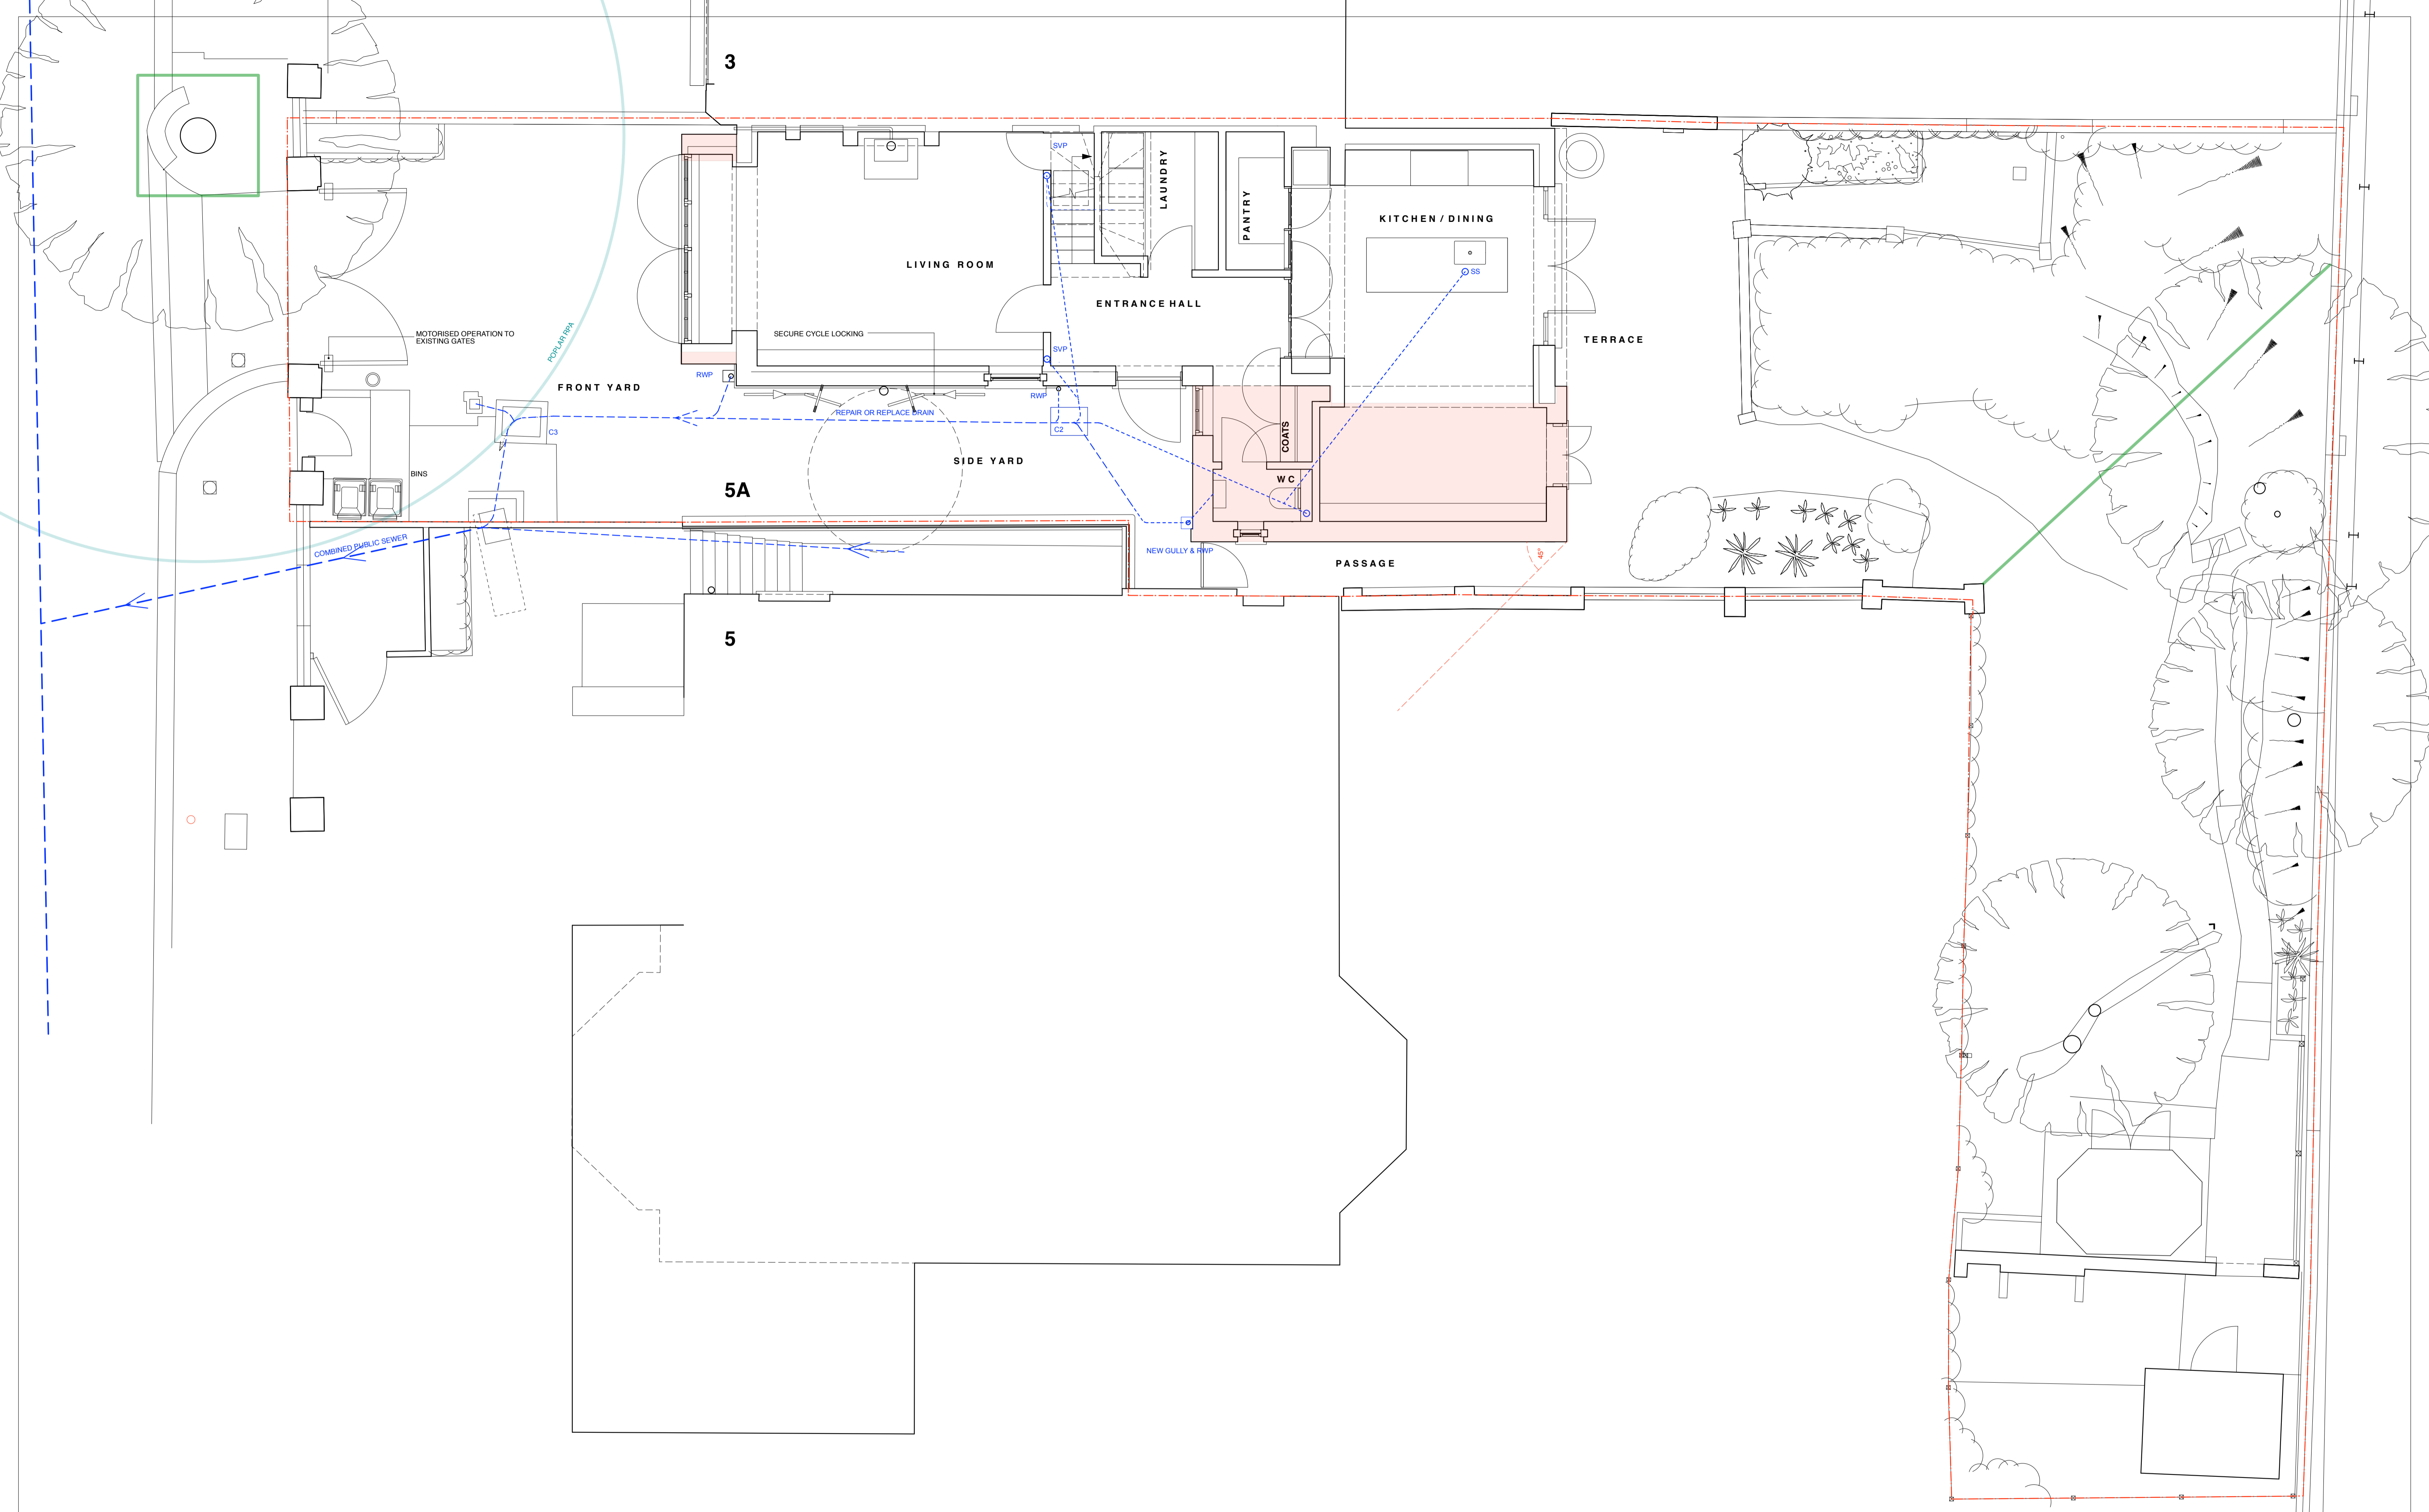 3
SVP
LAUNDRY
PANTRY
KITCHEN / DINING
LIVING ROOM
SS
ENTRANCE HALL
MOTORISED OPERATION TO
EXISTING GATES
POPLAR RPA
SECURE CYCLE LOCKING
TERRACE
SVP
RWP
FRONT YARD
RWP
REPAIR OR REPLACE DRAIN
C3
C2
COATS
SIDE YARD
BINS
WC
5A
COMBINED PUBLIC SEWER
NEW GULLY & RWP
45°
PASSAGE
5